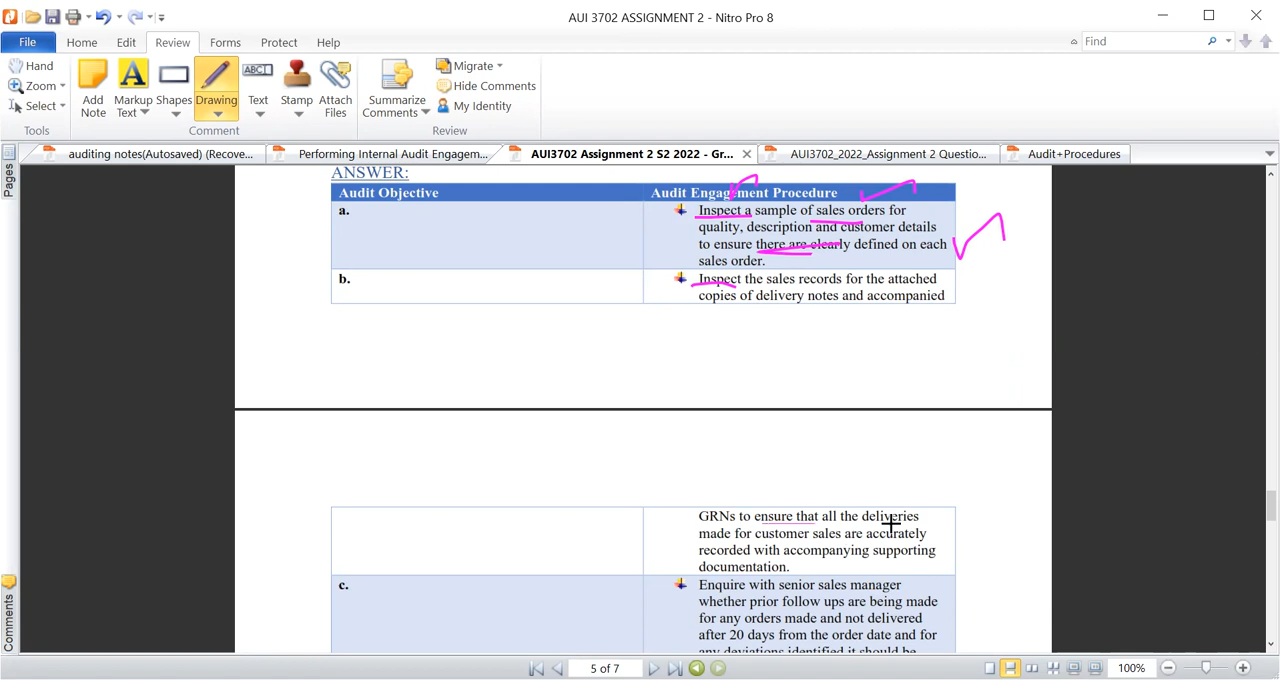 AUI 3702 ASSIGNMENT 2 - Nitro Pro 8
File Home Edit Review Forms Protect Help
Find
Hand
Zoom
Select
Tools
Add Note
Markup Text
Shapes
Drawing
Text
Stamp
Attach Files
Comment
Summarize Comments
Migrate
Hide Comments
My Identity
Review
ABC
auditing notes(Autosaved) (Recove...
Performing Internal Audit Engagem...
AUI3702 Assignment 2 S2 2022 - Gr...
AUI3702_2022_Assignment 2 Questio...
Audit+Procedures
Pages
ANSWER:
Audit Objective Audit Engagement Procedure
a. Inspect a sample of sales orders for
quality, description and customer details
to ensure there are clearly defined on each
sales order.
b. Inspect the sales records for the attached
copies of delivery notes and accompanied
GRNs to ensure that all the deliveries
made for customer sales are accurately
recorded with accompanying supporting
documentation.
c. Enquire with senior sales manager
whether prior follow ups are being made
for any orders made and not delivered
after 20 days from the order date and for
any deviations identified it should be
Comments
5 of 7
100%